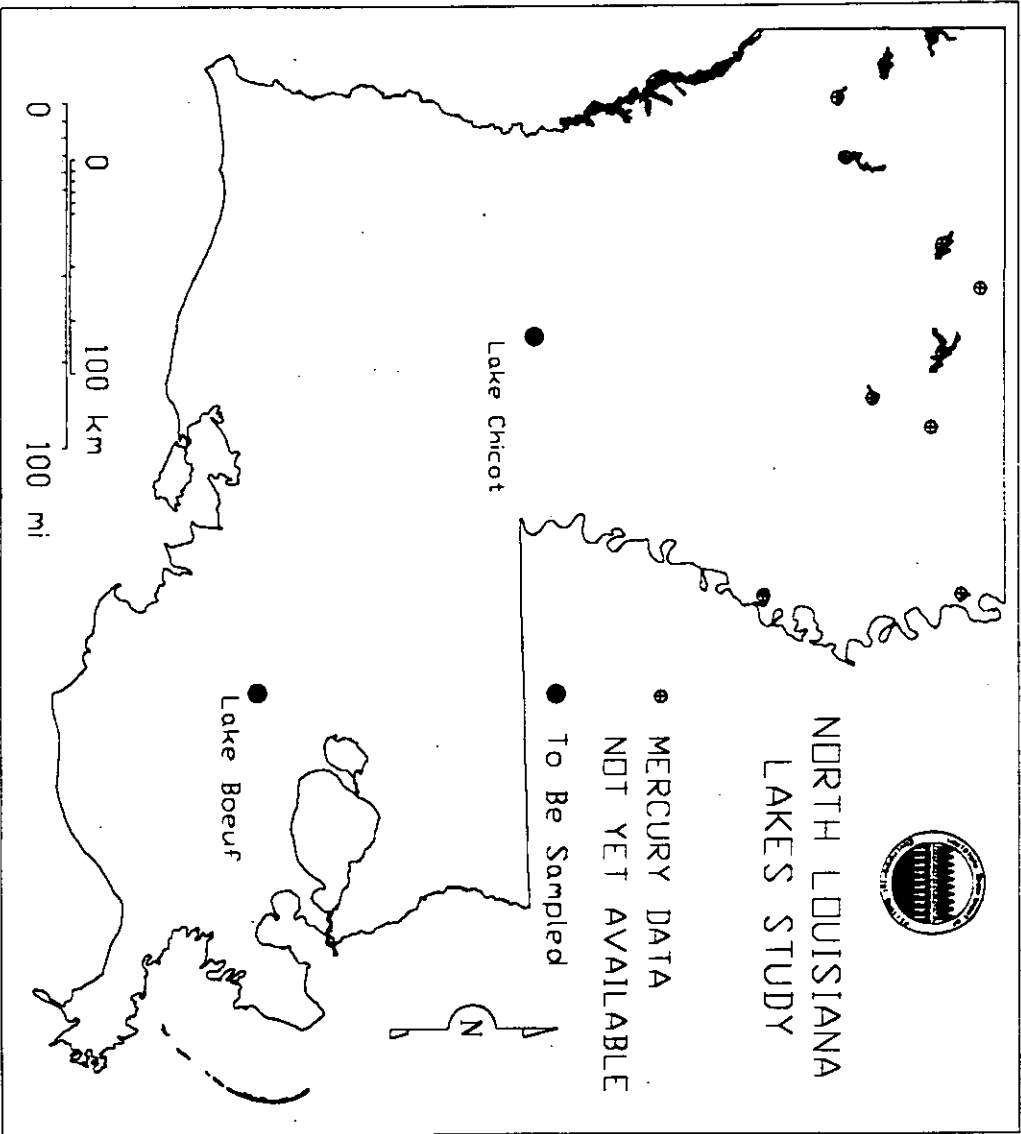 NORTH LOUISIANA
LAKES STUDY
MERCURY DATA
NOT YET AVAILABLE
To Be Sampled
N
Lake Chicot
Lake Boeuf
0 100 km
0 100 mi